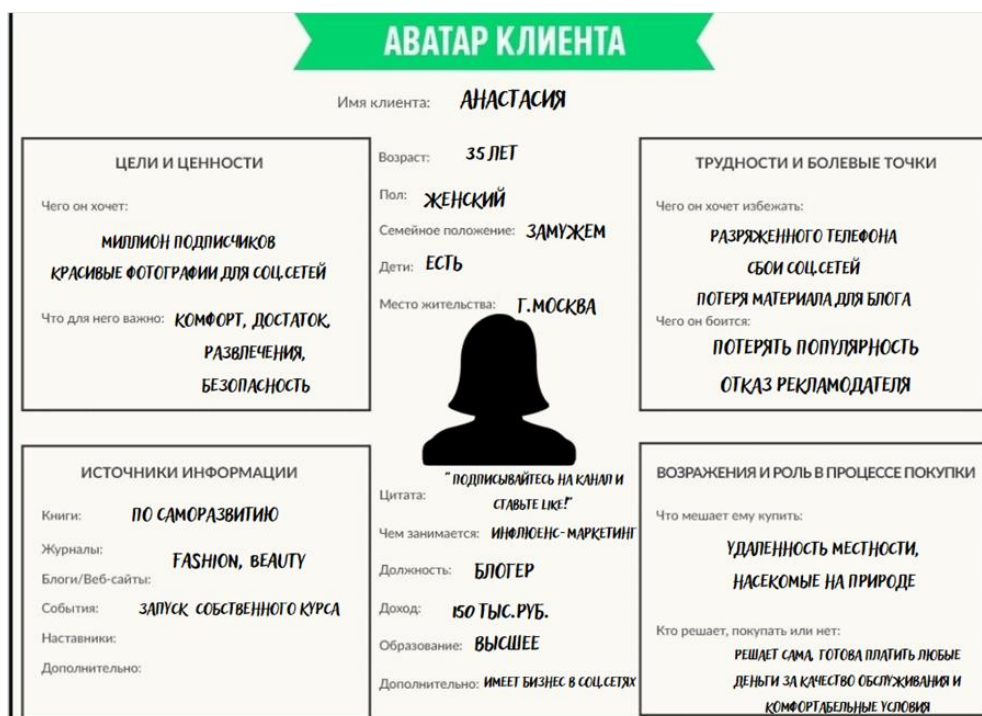 АВАТАР КЛИЕНТА
Имя клиента: АНАСТАСИЯ
ЦЕЛИ И ЦЕННОСТИ
Чего он хочет:
МИЛЛИОН ПОДПИСЧИКОВ
КРАСИВЫЕ ФОТОГРАФИИ ДЛЯ СОЦ.СЕТЕЙ
Что для него важно: КОМФОРТ, ДОСТАТОК,
РАЗВЛЕЧЕНИЯ,
БЕЗОПАСНОСТЬ
Возраст: 35 ЛЕТ
Пол: ЖЕНСКИЙ
Семейное положение: ЗАМУЖЕМ
Дети: ЕСТЬ
Место жительства: Г.МОСКВА
ТРУДНОСТИ И БОЛЕВЫЕ ТОЧКИ
Чего он хочет избежать:
РАЗРЯЖЕННОГО ТЕЛЕФОНА
СБОИ СОЦ.СЕТЕЙ
ПОТЕРЯ МАТЕРИАЛА ДЛЯ БЛОГА
Чего он боится:
ПОТЕРЯТЬ ПОПУЛЯРНОСТЬ
ОТКАЗ РЕКЛАМОДАТЕЛЯ
ИСТОЧНИКИ ИНФОРМАЦИИ
Книги: ПО САМОРАЗВИТИЮ
Журналы:
FASHION, BEAUTY
Блоги/Веб-сайты:
События: ЗАПУСК СОБСТВЕННОГО КУРСА
Наставники:
Дополнительно:
"ПОДПИСЫВАЙТЕСЬ НА КАНАЛ И
Цитата: СТАВЬТЕ LIKE!"
Чем занимается: ИНФЛЮЕНС-МАРКЕТИНГ
Должность: БЛОГЕР
Доход: 150 ТЫС.РУБ.
Образование: ВЫСШЕЕ
Дополнительно: ИМЕЕТ БИЗНЕС В СОЦ.СЕТЯХ
ВОЗРАЖЕНИЯ И РОЛЬ В ПРОЦЕССЕ ПОКУПКИ
Что мешает ему купить:
УДАЛЕННОСТЬ МЕСТНОСТИ,
НАСЕКОМЫЕ НА ПРИРОДЕ
Кто решает, покупать или нет:
РЕШАЕТ САМА, ГОТОВА ПЛАТИТЬ ЛЮБЫЕ
ДЕНЬГИ ЗА КАЧЕСТВО ОБСЛУЖИВАНИЯ И
КОМФОРТАБЕЛЬНЫЕ УСЛОВИЯ